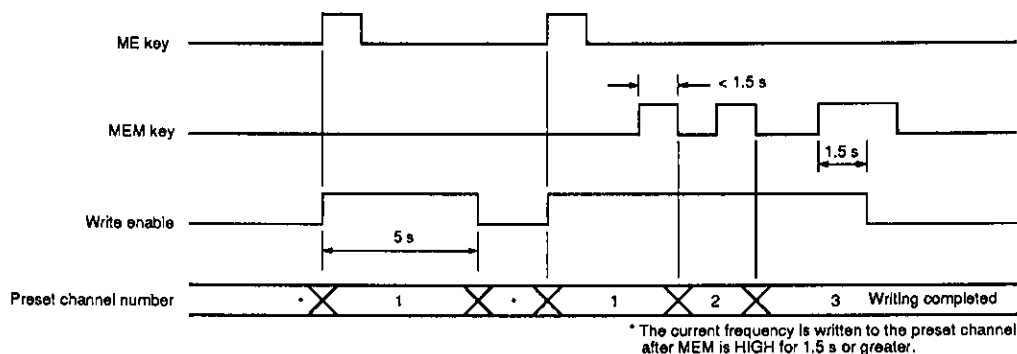 ME key
< 1.5 s
MEM key
1.5 s
Write enable
5 s
Preset channel number * 1 * 1 2 3 Writing completed
* The current frequency is written to the preset channel
after MEM is HIGH for 1.5 s or greater.